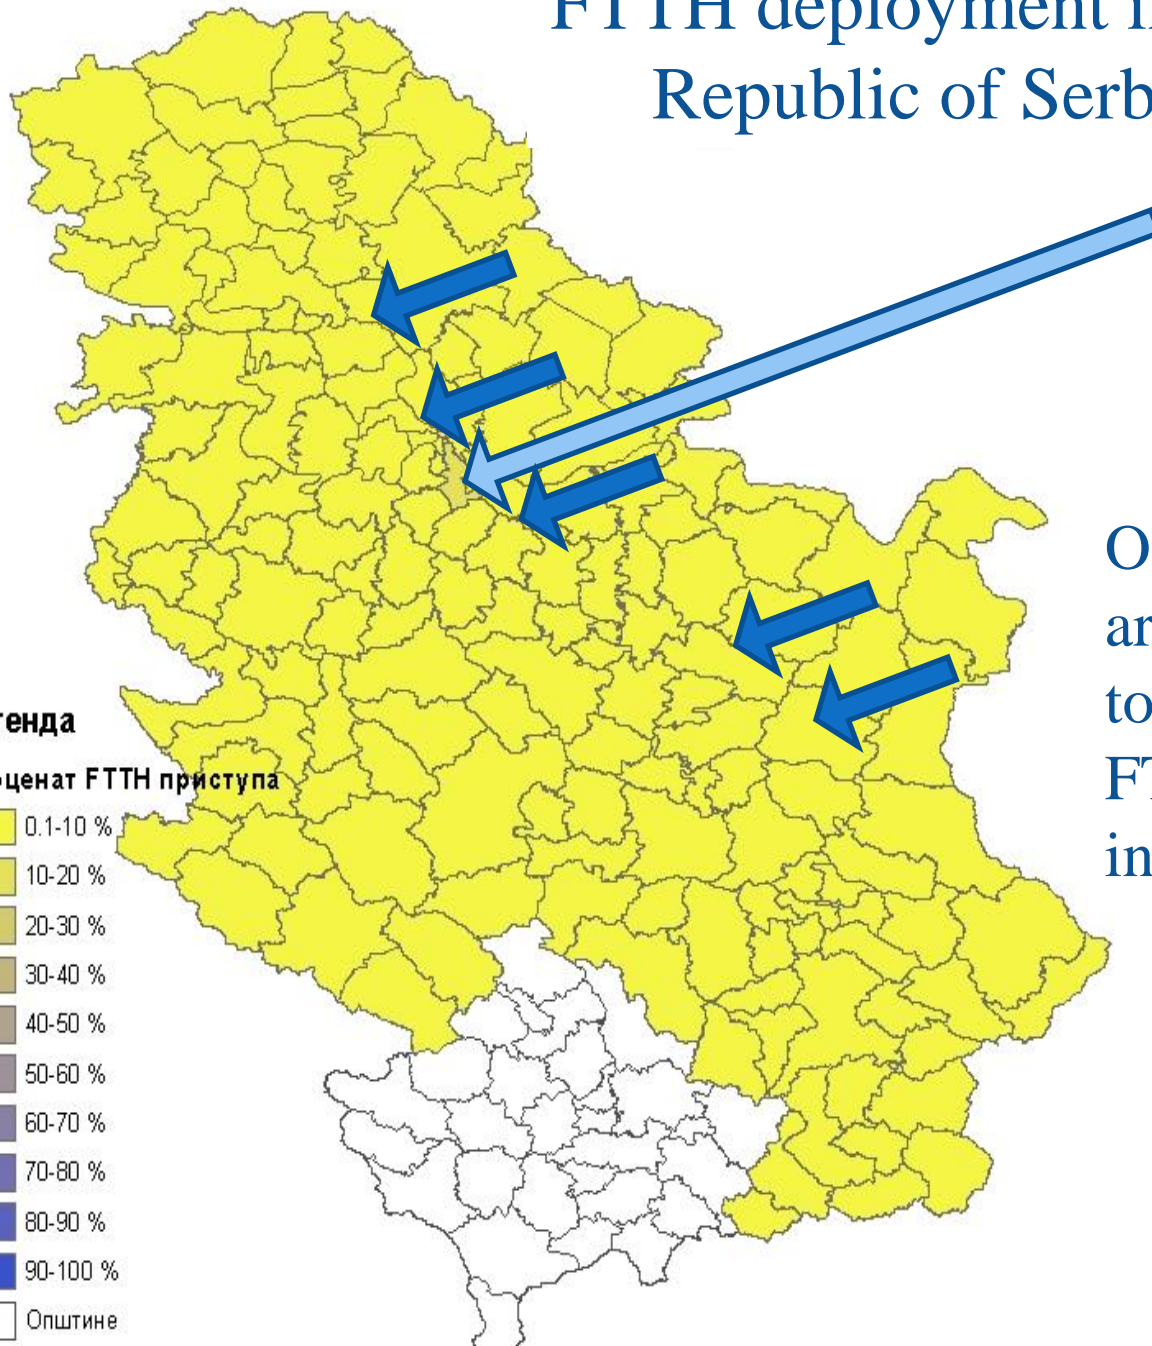 FTTH deployment i
Republic of Serb
O
ar
to
FT
in
генда
оценат FTTH приступа
0.1-10 %
10-20 %
20-30 %
30-40 %
40-50 %
50-60 %
60-70 %
70-80 %
80-90 %
90-100 %
Општине